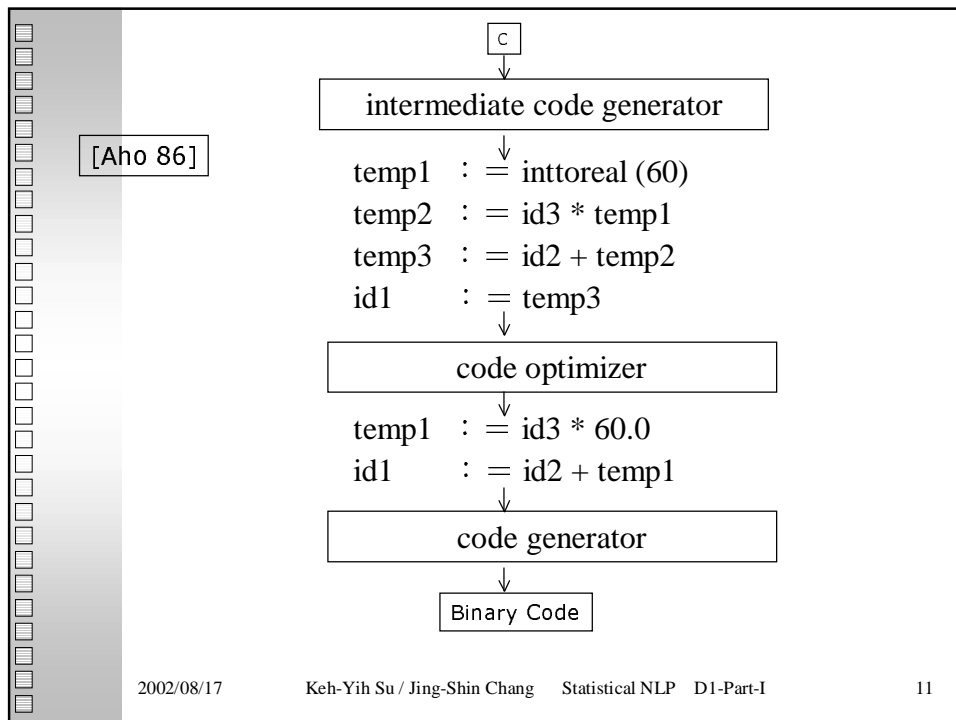 C
intermediate code generator
[Aho 86]
temp1 := inttoreal (60)
temp2 := id3 * temp1
temp3 := id2 + temp2
id1 := temp3
code optimizer
temp1 := id3 * 60.0
id1 := id2 + temp1
code generator
Binary Code
2002/08/17 Keh-Yih Su / Jing-Shin Chang Statistical NLP D1-Part-I 11